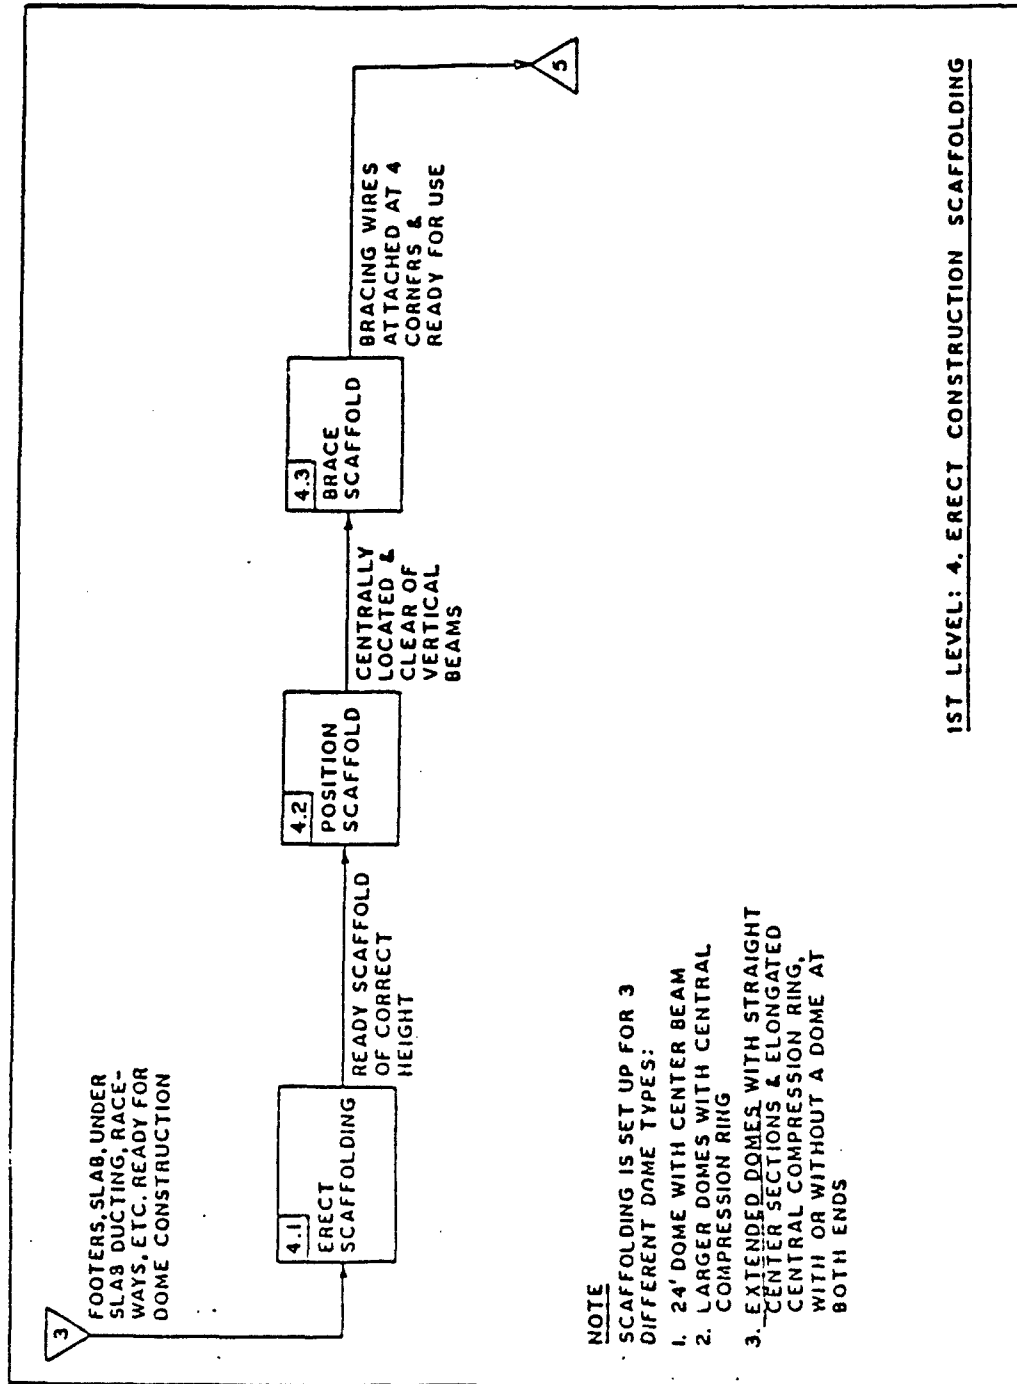 3
FOOTERS, SLAB, UNDER
SLAB DUCTING, RACE-
WAYS, ETC. READY FOR
DOME CONSTRUCTION
4.1
ERECT
SCAFFOLDING
READY SCAFFOLD
OF CORRECT
HEIGHT
4.2
POSITION
SCAFFOLD
CENTRALLY
LOCATED &
CLEAR OF
VERTICAL
BEAMS
4.3
BRACE
SCAFFOLD
BRACING WIRES
ATTACHED AT 4
CORNERS &
READY FOR USE
5
NOTE
SCAFFOLDING IS SET UP FOR 3
DIFFERENT DOME TYPES:
1. 24' DOME WITH CENTER BEAM
2. LARGER DOMES WITH CENTRAL
COMPRESSION RING
3. EXTENDED DOMES WITH STRAIGHT
CENTER SECTIONS & ELONGATED
CENTRAL COMPRESSION RING,
WITH OR WITHOUT A DOME AT
BOTH ENDS
1ST LEVEL: 4. ERECT CONSTRUCTION SCAFFOLDING